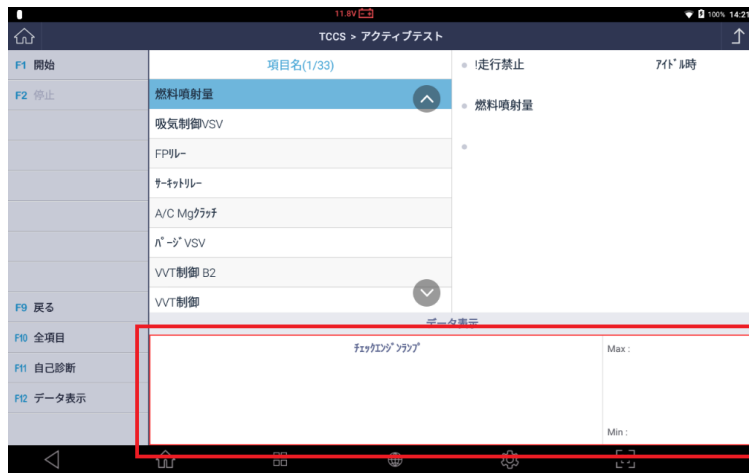 11.8V
100% 14:21
TCCS > アクティブテスト
F1 開始
F2 停止
F9 戻る
F10 全項目
F11 自己診断
F12 データ表示
項目名(1/33)
燃料噴射量
吸気制御VSV
FPﾘﾚｰ
ｻｰｷｯﾄﾘﾚｰ
A/C Mgｸﾗｯﾁ
ﾊﾟｰｼﾞVSV
VVT制御 B2
VVT制御
!走行禁止 ｱｲﾄﾞﾙ時
燃料噴射量
データ表示
ﾁｪｯｸｴﾝｼﾞﾝﾗﾝﾌﾟ
Max :
Min :